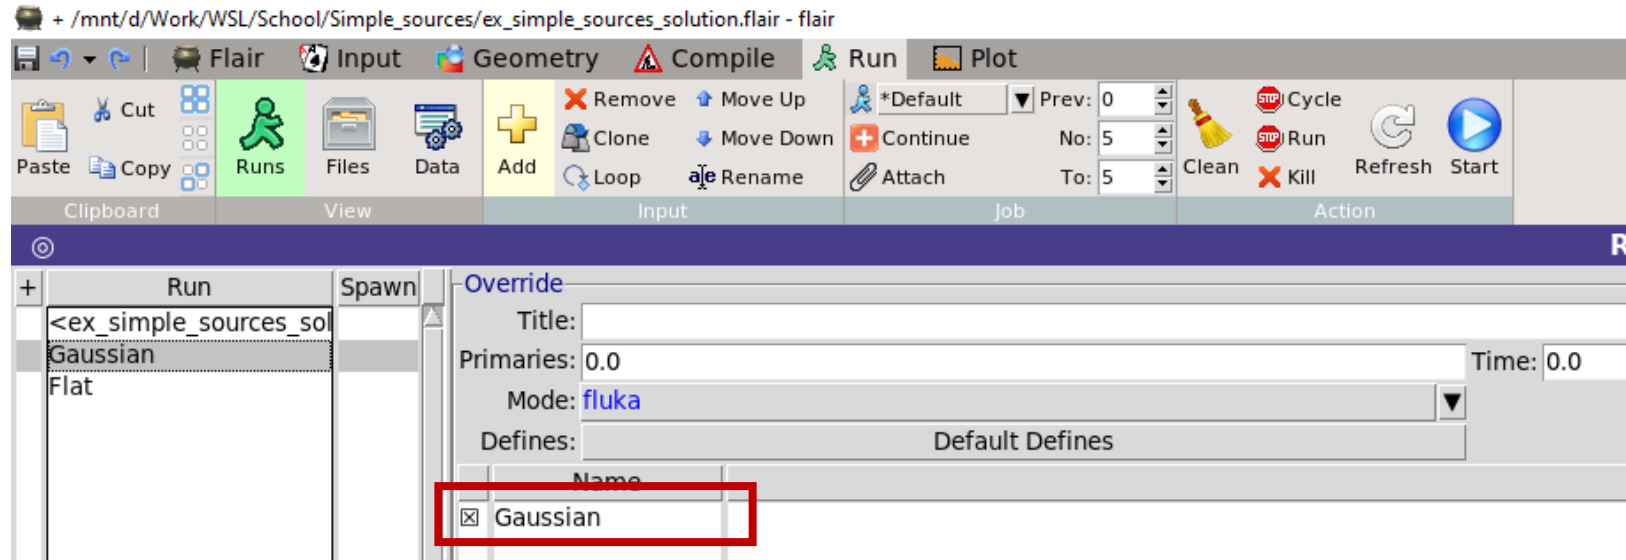 + /mnt/d/Work/WSL/School/Simple_sources/ex_simple_sources_solution.flair - flair
Flair Input Geometry Compile Run Plot
Cut Remove Move Up *Default Prev: 0 STOP Cycle
Clone Move Down Continue No: 5 STOP Run
Paste Copy Runs Files Data Add Loop Rename Attach To: 5 Clean Kill Refresh Start
Clipboard View Input Job Action
R
+ Run Spawn Override
<ex_simple_sources_sol Title:
Gaussian Primaries: 0.0 Time: 0.0
Flat Mode: fluka
Defines: Default Defines
Name
Gaussian